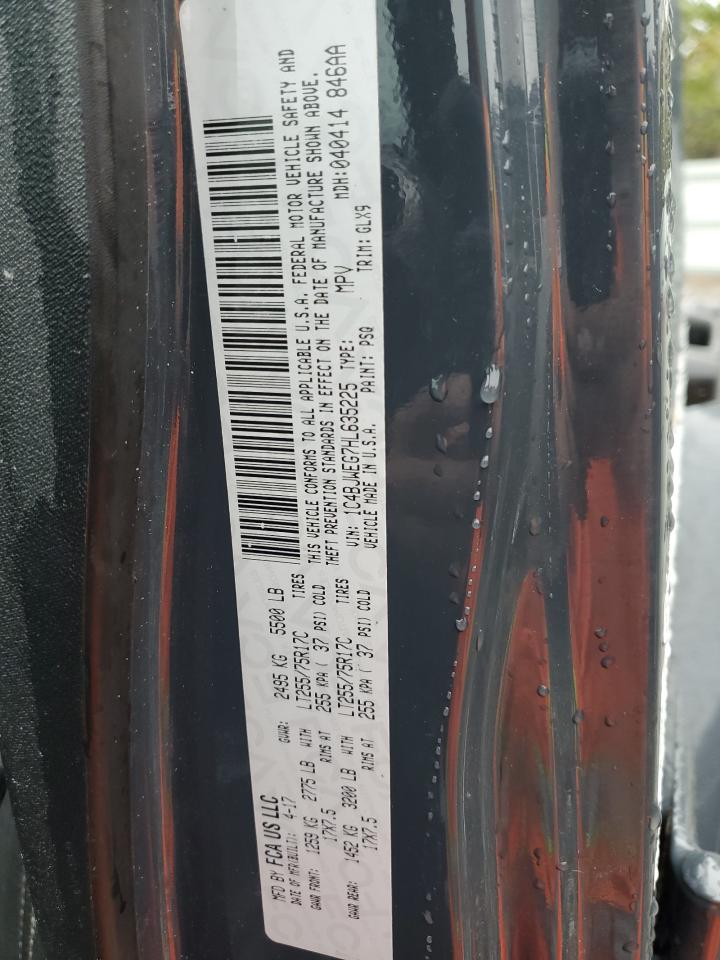 MFD BY FCA US LLC
DATE OF MFR(BUILT): 4-17 GVWR: 2495 KG 5500 LB
GAWR FRONT: 1259 KG 2775 LB WITH LT255/75R17C TIRES
17X7.5 RIMS AT 255 KPA ( 37 PSI) COLD
GAWR REAR: 1452 KG 3200 LB WITH LT255/75R17C TIRES
17X7.5 RIMS AT 255 KPA ( 37 PSI) COLD
THIS VEHICLE CONFORMS TO ALL APPLICABLE U.S.A. FEDERAL MOTOR VEHICLE SAFETY AND
THEFT PREVENTION STANDARDS IN EFFECT ON THE DATE OF MANUFACTURE SHOWN ABOVE.
VIN: 1C4BJWEG7HL635225 TYPE: MPV MDH:040414 846AA
VEHICLE MADE IN U.S.A. PAINT: PSQ TRIM: GLX9